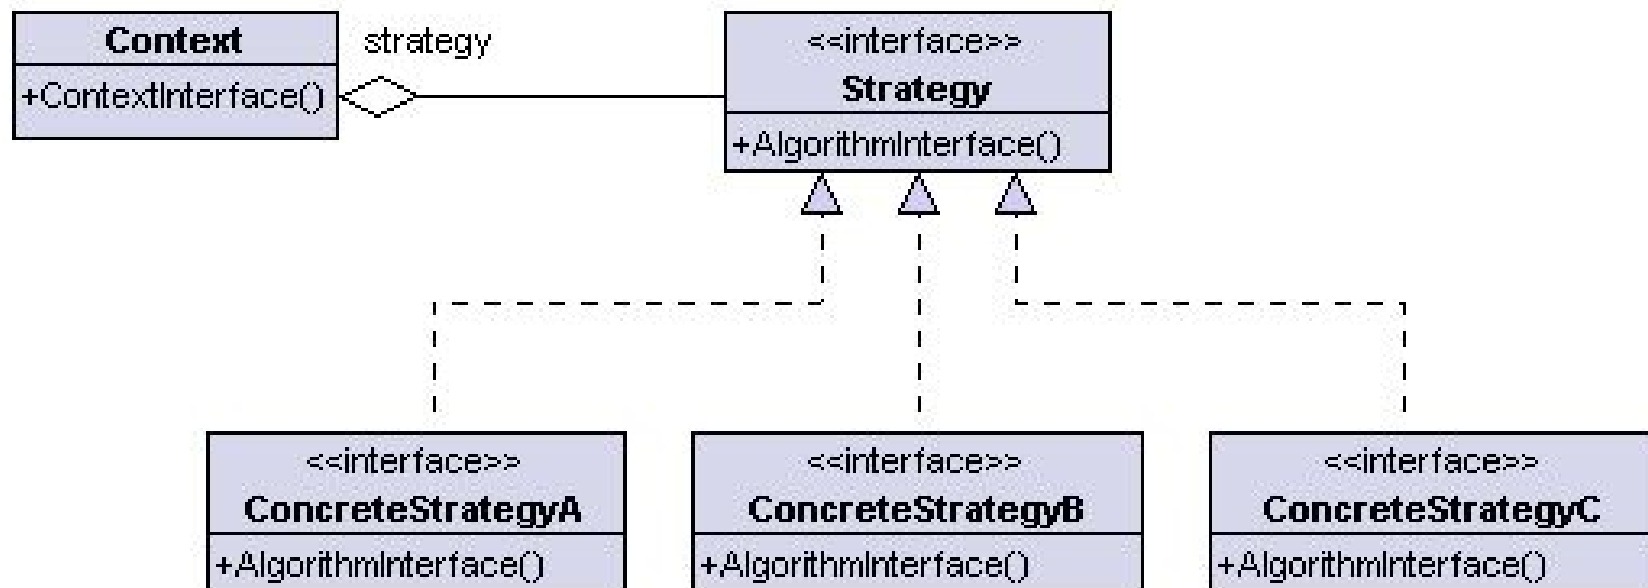 Context
+ContextInterface()
strategy
<<interface>>
Strategy
+AlgorithmInterface()
<<interface>>
ConcreteStrategyA
+AlgorithmInterface()
<<interface>>
ConcreteStrategyB
+AlgorithmInterface()
<<interface>>
ConcreteStrategyC
+AlgorithmInterface()